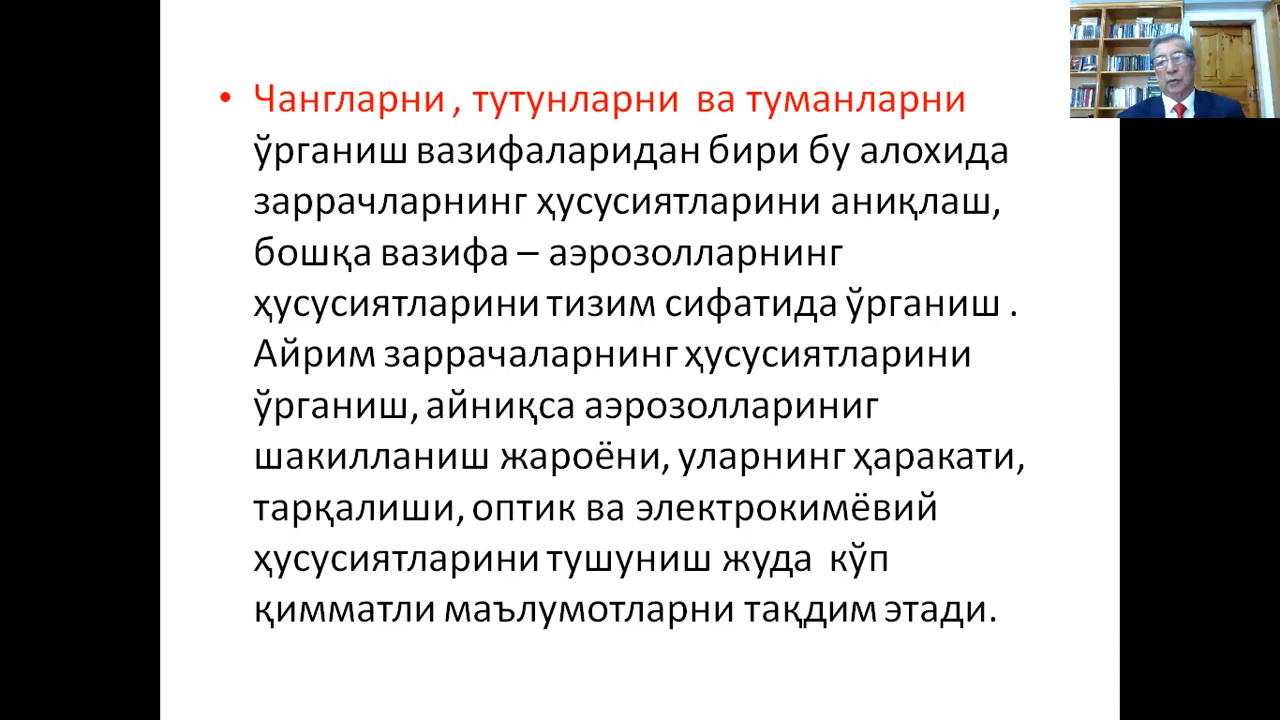 • Чангларни , тутунларни ва туманларни
ўрганиш вазифаларидан бири бу алохида
заррачларнинг ҳусусиятларини аниқлаш,
бошқа вазифа – аэрозолларнинг
ҳусусиятларини тизим сифатида ўрганиш .
Айрим заррачаларнинг ҳусусиятларини
ўрганиш, айниқса аэрозоллариниг
шакилланиш жароёни, уларнинг ҳаракати,
тарқалиши, оптик ва электрокимёвий
ҳусусиятларини тушуниш жуда кўп
қимматли маълумотларни тақдим этади.